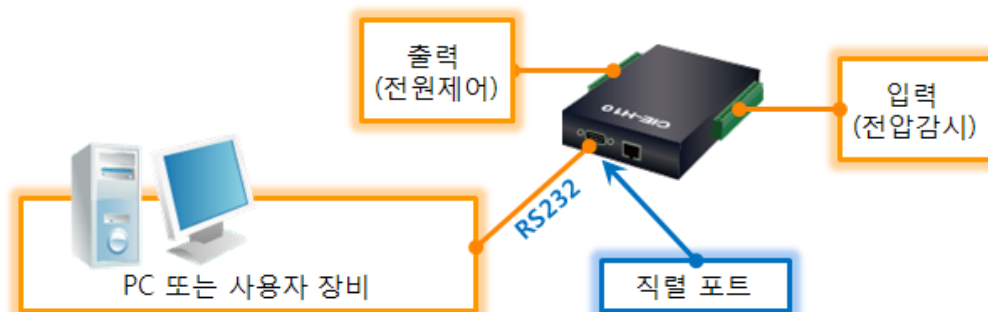 출력
(전원제어)
CIE-H10
입력
(전압감시)
RS232
PC 또는 사용자 장비
직렬 포트